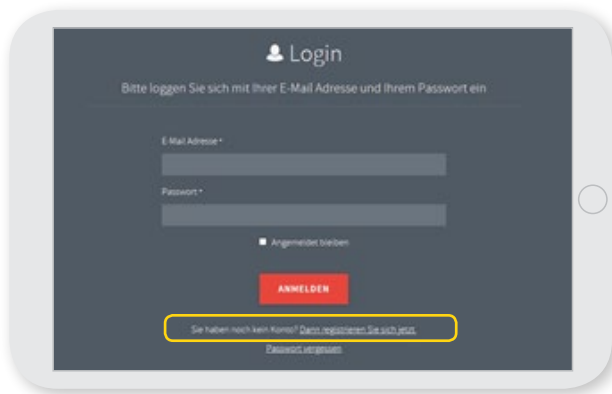 Login
Bitte loggen Sie sich mit Ihrer E-Mail Adresse und Ihrem Passwort ein
E-Mail Adresse *
Passwort *
Angemeldet bleiben
ANMELDEN
Sie haben noch kein Konto? Dann registrieren Sie sich jetzt.
Passwort vergessen